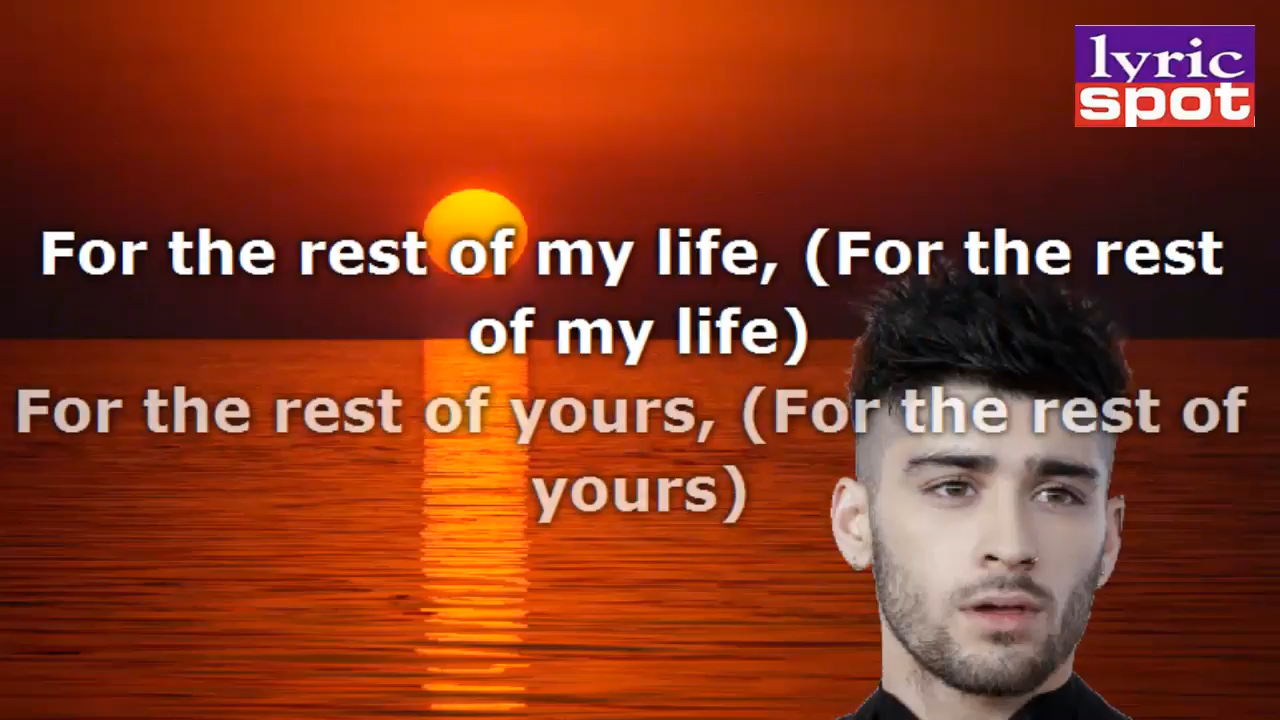 lyric
spot
For the rest of my life, (For the rest
of my life)
For the rest of yours, (For the rest of
yours)